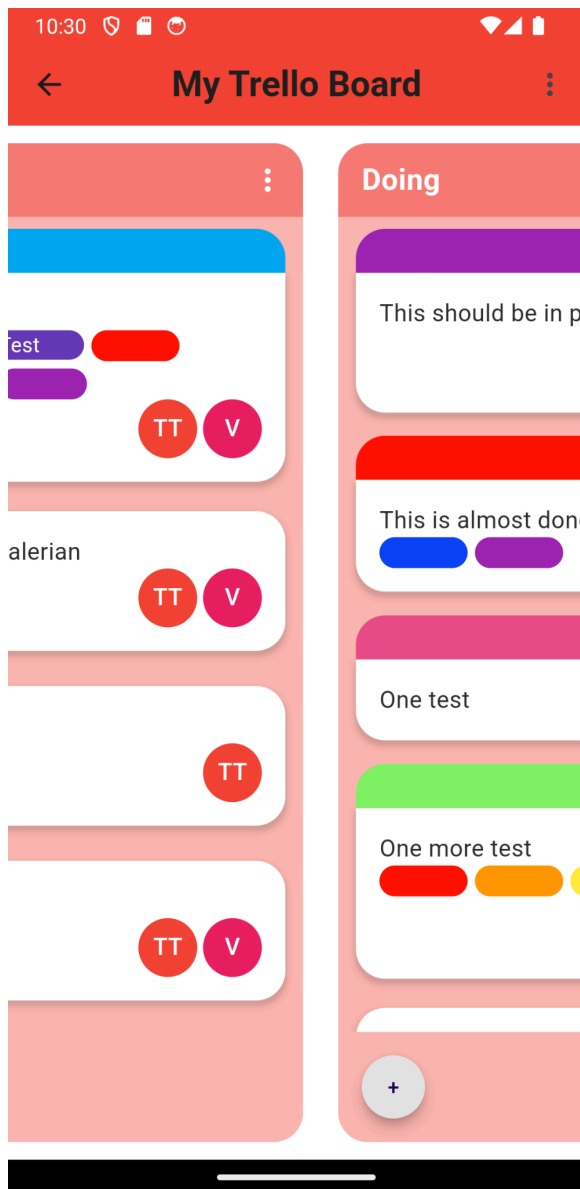 10:30
My Trello Board
Test
TT V
alerian
TT V
TT
TT V
Doing
This should be in p
This is almost don
One test
One more test
+